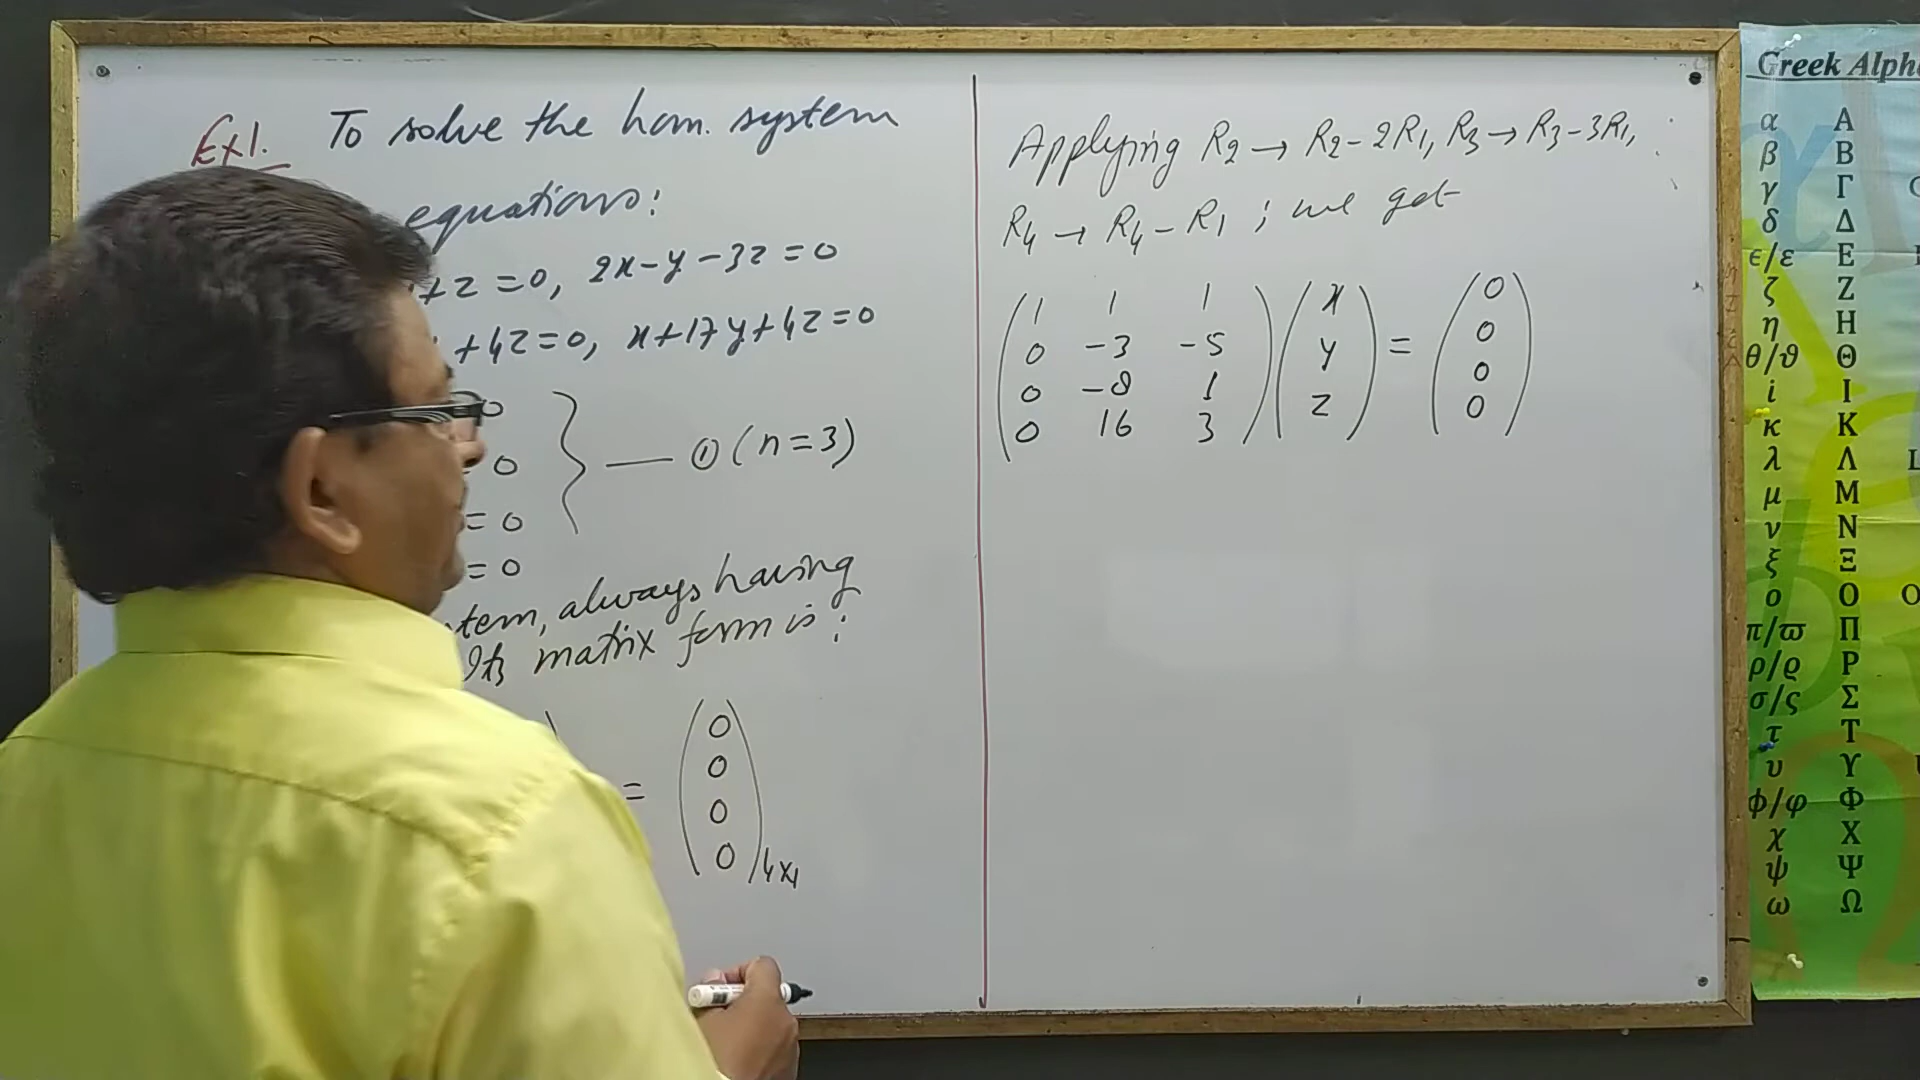 Ex1. To solve the hom. system
equations:
+z = 0, 2x-y-3z = 0
+4z=0, x+17y+4z=0
0
= 0
= 0
= 0
— ① (n=3)
tem, always having
Its matrix form is:
=
0
0
0
0
4x1
Applying R2 → R2-2R1, R3 → R3-3R1,
R4 → R4-R1 ; we get
1 1 1 x 0
0 -3 -5 y = 0
0 -8 1 z 0
0 16 3 0
Greek Alph
α Α
β Β
γ Γ
δ Δ
ϵ/ε Ε
ζ Ζ
η Η
θ/ϑ Θ
i Ι
κ Κ
λ Λ
μ Μ
ν Ν
ξ Ξ
ο Ο
π/ϖ Π
ρ/ϱ Ρ
σ/ς Σ
τ Τ
υ Υ
ϕ/φ Φ
χ Χ
ψ Ψ
ω Ω